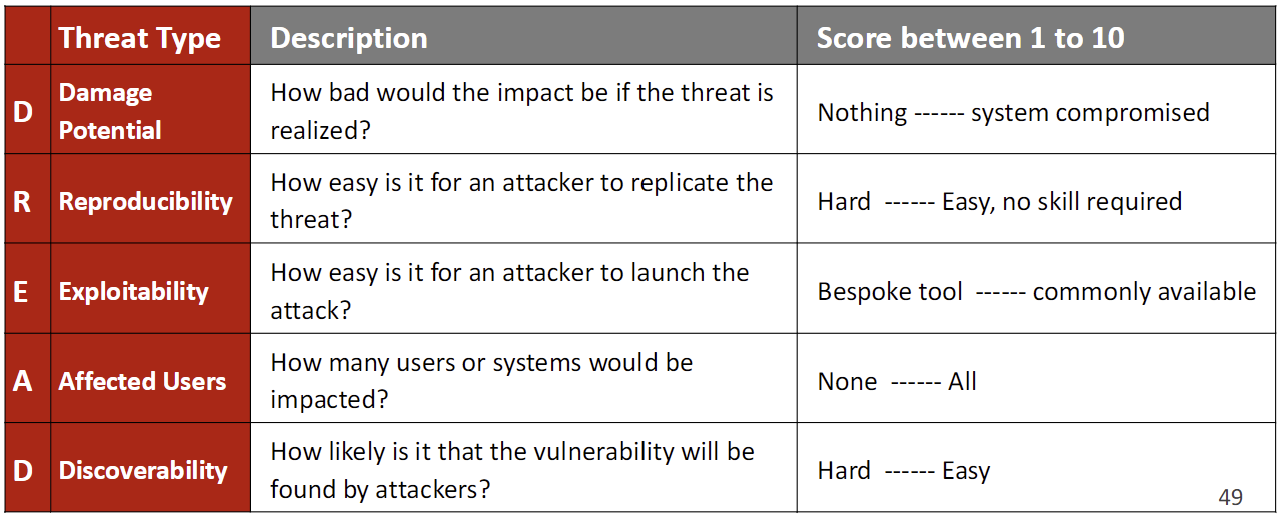 Threat Type Description Score between 1 to 10
D Damage Potential How bad would the impact be if the threat is realized? Nothing ------ system compromised
R Reproducibility How easy is it for an attacker to replicate the threat? Hard ------ Easy, no skill required
E Exploitability How easy is it for an attacker to launch the attack? Bespoke tool ------ commonly available
A Affected Users How many users or systems would be impacted? None ------ All
D Discoverability How likely is it that the vulnerability will be found by attackers? Hard ------ Easy
49